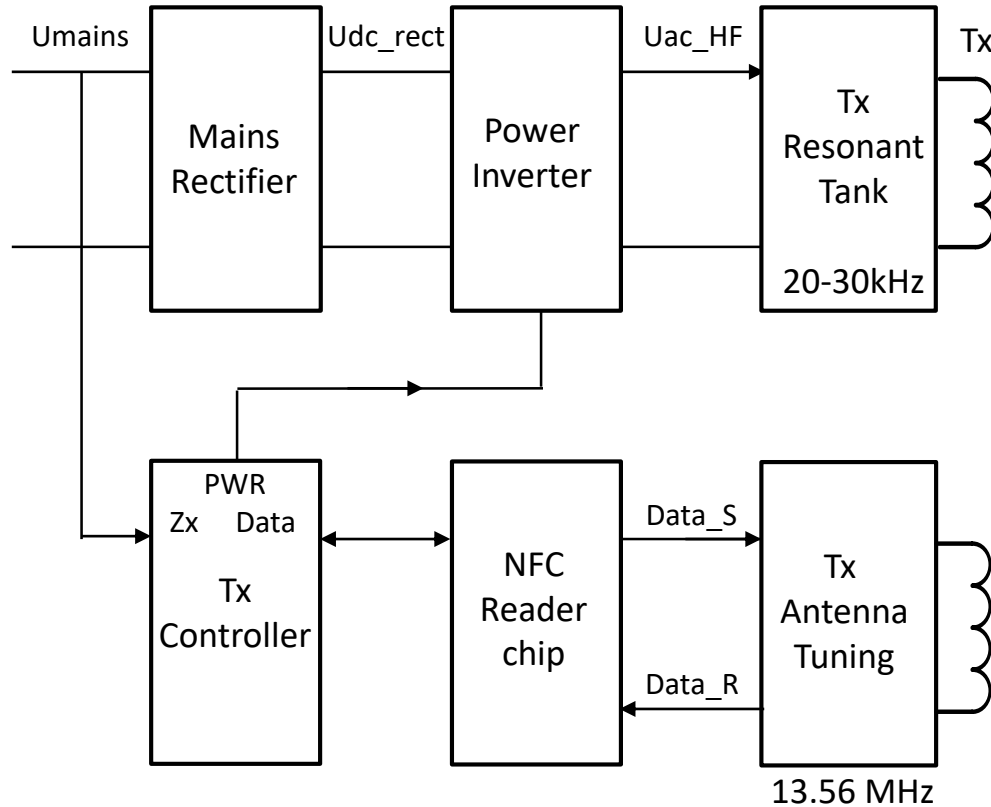 Umains
Udc_rect
Uac_HF
Tx
Mains
Rectifier
Power
Inverter
Tx
Resonant
Tank
20-30kHz
PWR
Zx Data
Tx
Controller
NFC
Reader
chip
Data_S
Data_R
Tx
Antenna
Tuning
13.56 MHz